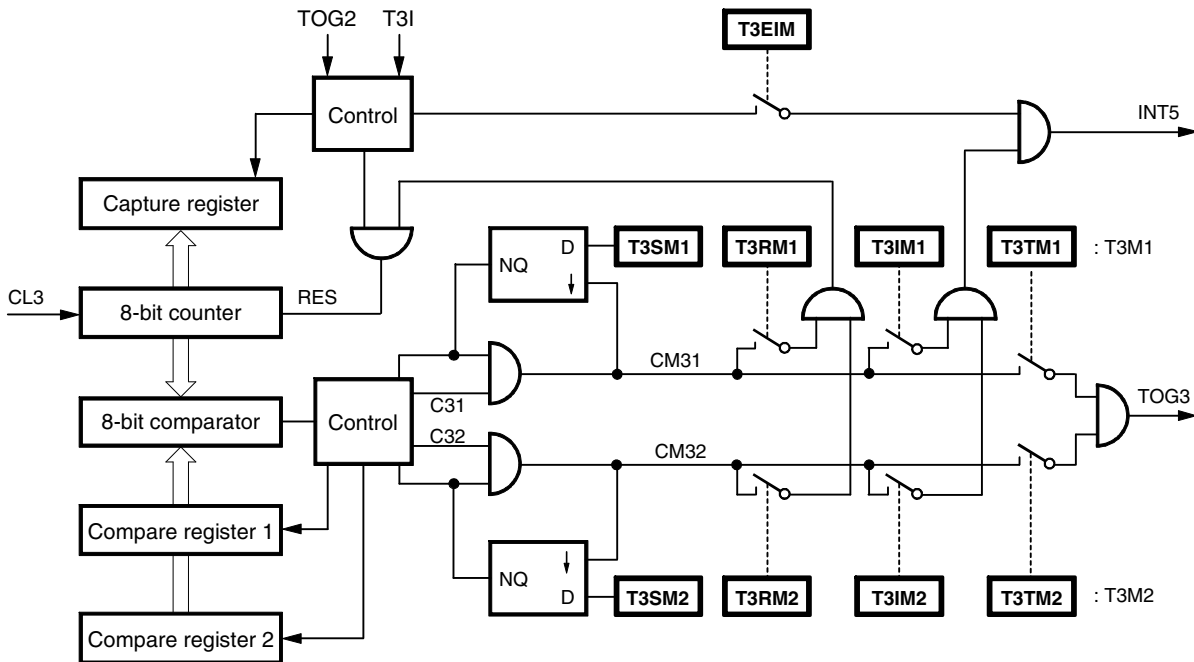 TOG2 T3I
T3EIM
Control
INT5
Capture register
D T3SM1 T3RM1 T3IM1 T3TM1 : T3M1
NQ
CL3 8-bit counter RES
CM31
8-bit comparator Control C31
TOG3
C32
CM32
Compare register 1
NQ
D T3SM2 T3RM2 T3IM2 T3TM2 : T3M2
Compare register 2